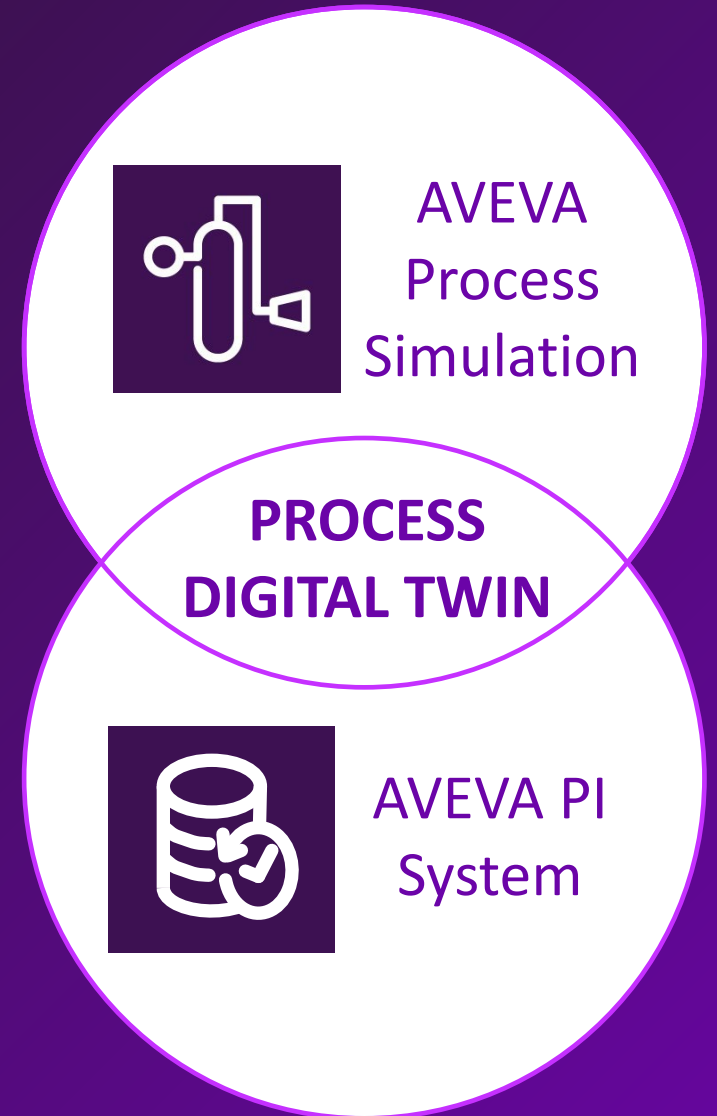 AVEVA
Process
Simulation
PROCESS
DIGITAL TWIN
AVEVA PI
System